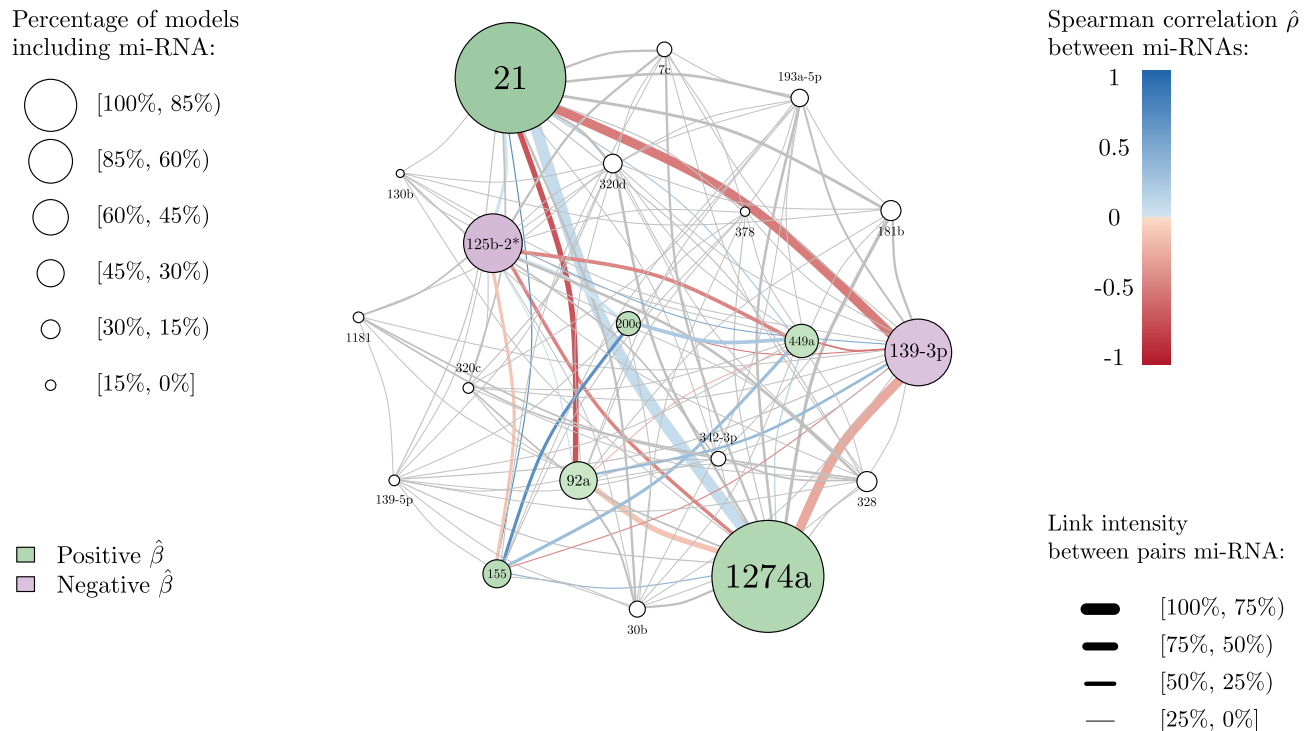 Percentage of models
including mi-RNA:
[100%, 85%)
[85%, 60%)
[60%, 45%)
[45%, 30%)
[30%, 15%)
[15%, 0%]
Positive β̂
Negative β̂
21
7c
193a-5p
130b
320d
378
181b
125b-2*
1181
200c
449a
139-3p
320c
342-3p
139-5p
92a
328
155
1274a
30b
Spearman correlation ρ̂
between mi-RNAs:
1
0.5
0
-0.5
-1
Link intensity
between pairs mi-RNA:
[100%, 75%)
[75%, 50%)
[50%, 25%)
[25%, 0%]